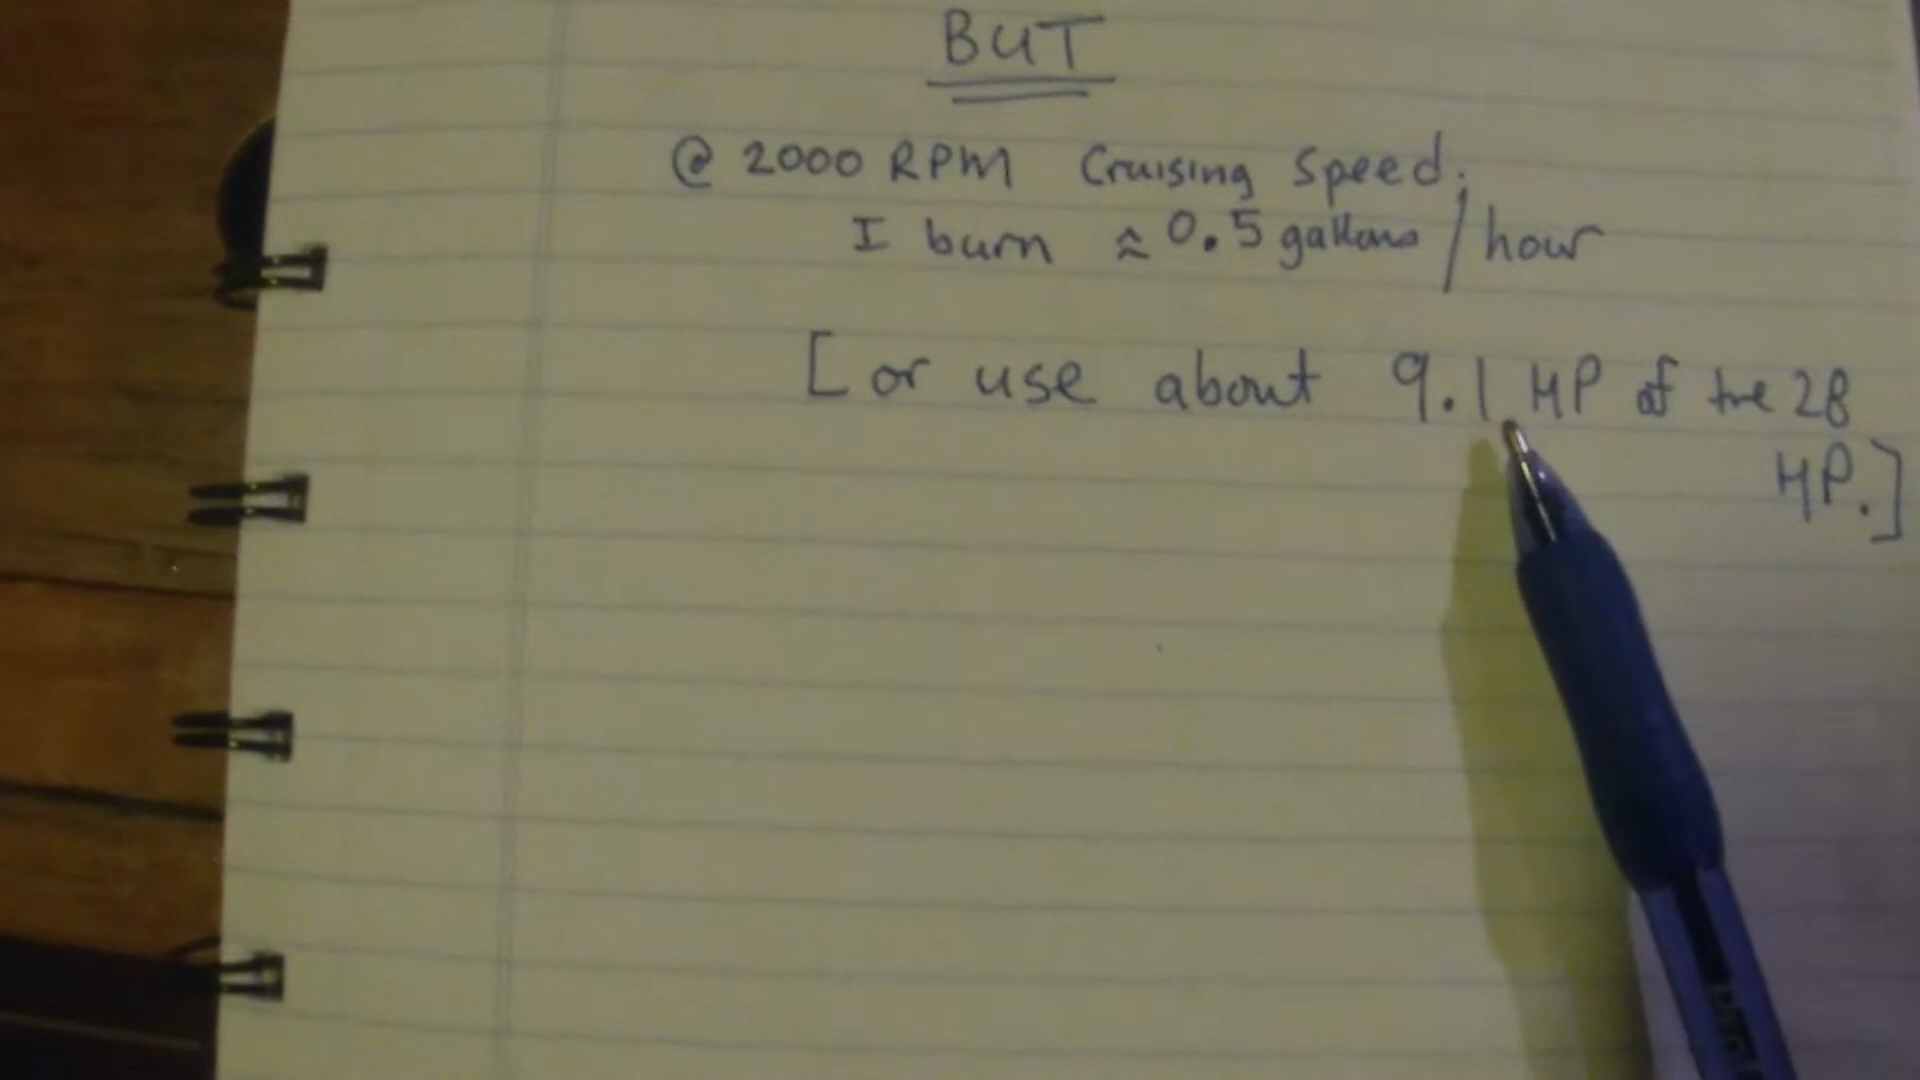 BUT
@ 2000 RPM Cruising Speed,
I burn ≈ 0.5 gallons / hour
[or use about 9.1 HP of the 28
HP.]